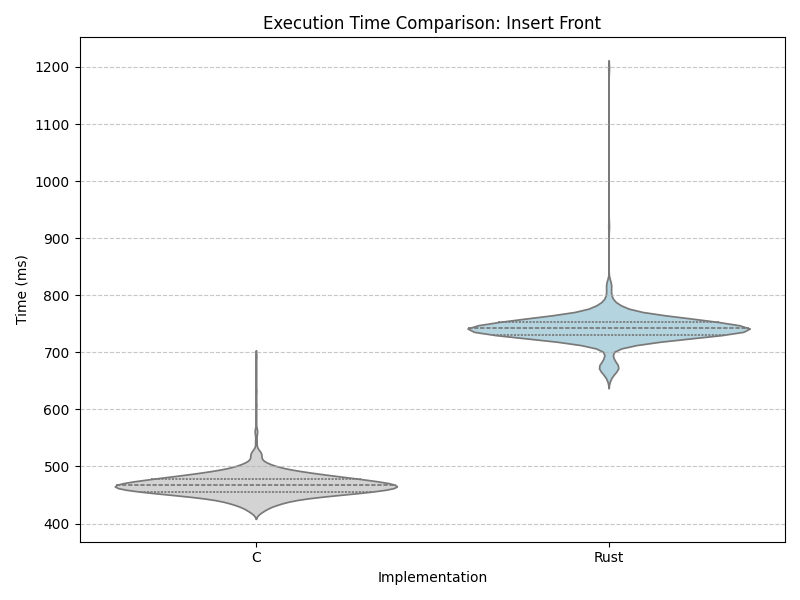 Execution Time Comparison: Insert Front
1200
1100
1000
900
800
700
600
500
400
Time (ms)
C
Rust
Implementation